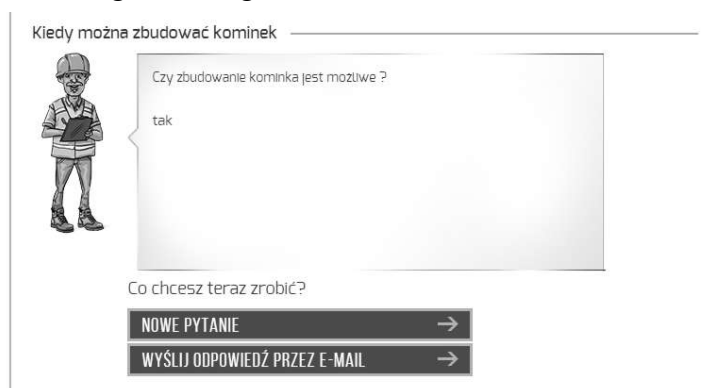 Kiedy można zbudować kominek
Czy zbudowanie kominka jest możliwe ?
tak
Co chcesz teraz zrobić?
NOWE PYTANIE
WYŚLIJ ODPOWIEDŹ PRZEZ E-MAIL